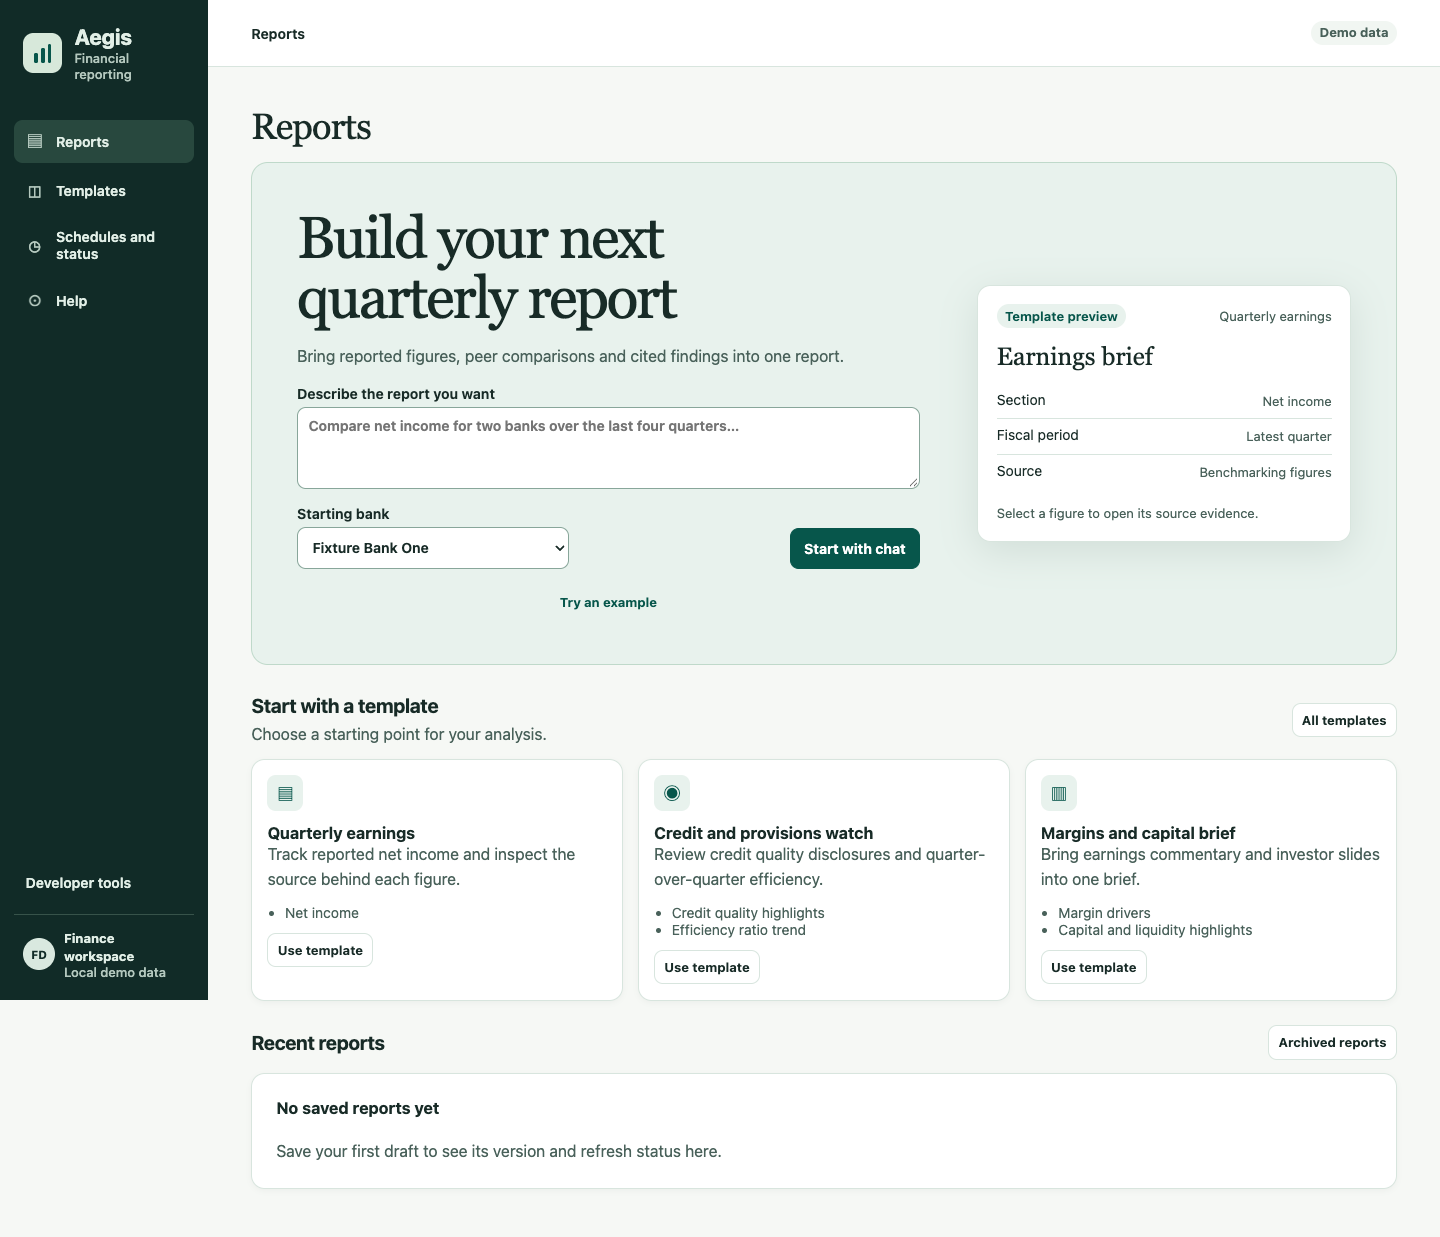 Aegis
Financial
reporting
Reports
Templates
Schedules and
status
Help
Developer tools
FD
Finance
workspace
Local demo data
Reports
Demo data
Reports
Build your next
quarterly report
Bring reported figures, peer comparisons and cited findings into one report.
Describe the report you want
Compare net income for two banks over the last four quarters...
Starting bank
Fixture Bank One
Start with chat
Try an example
Template preview
Quarterly earnings
Earnings brief
Section
Net income
Fiscal period
Latest quarter
Source
Benchmarking figures
Select a figure to open its source evidence.
Start with a template
Choose a starting point for your analysis.
All templates
Quarterly earnings
Track reported net income and inspect the
source behind each figure.
Net income
Use template
Credit and provisions watch
Review credit quality disclosures and quarter-
over-quarter efficiency.
Credit quality highlights
Efficiency ratio trend
Use template
Margins and capital brief
Bring earnings commentary and investor slides
into one brief.
Margin drivers
Capital and liquidity highlights
Use template
Recent reports
Archived reports
No saved reports yet
Save your first draft to see its version and refresh status here.